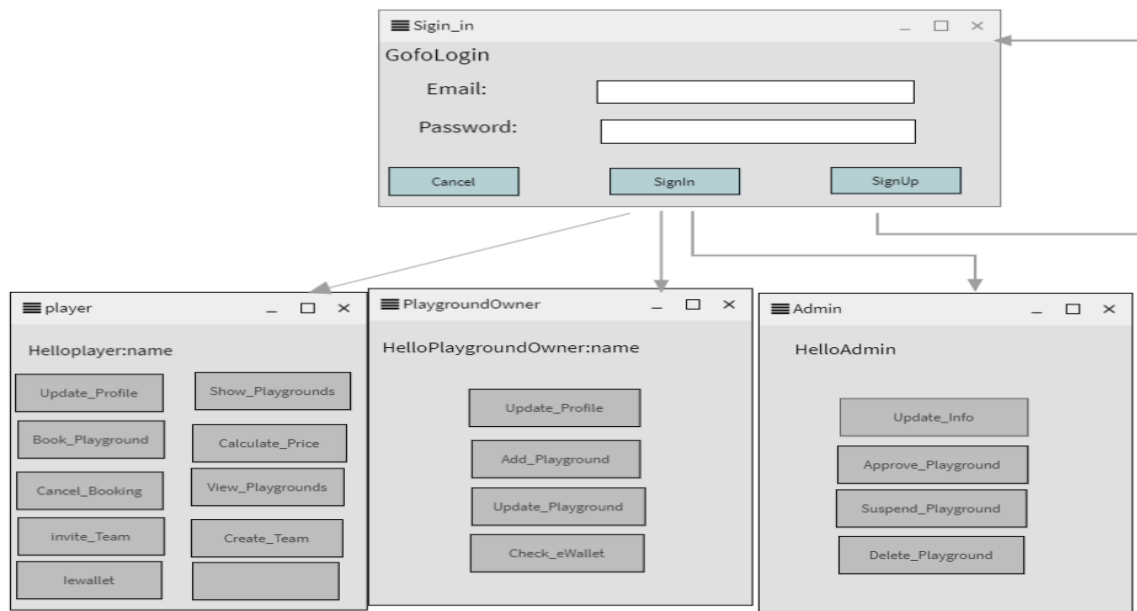 Sigin_in
GofoLogin
Email:
Password:
Cancel
SignIn
SignUp
player
Helloplayer:name
Update_Profile
Show_Playgrounds
Book_Playground
Calculate_Price
Cancel_Booking
View_Playgrounds
invite_Team
Create_Team
Iewallet
PlaygroundOwner
HelloPlaygroundOwner:name
Update_Profile
Add_Playground
Update_Playground
Check_eWallet
Admin
HelloAdmin
Update_Info
Approve_Playground
Suspend_Playground
Delete_Playground